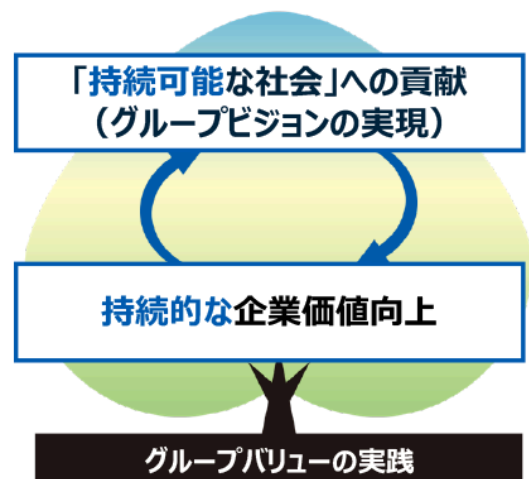 「持続可能な社会」への貢献
（グループビジョンの実現）
持続的な企業価値向上
グループバリューの実践